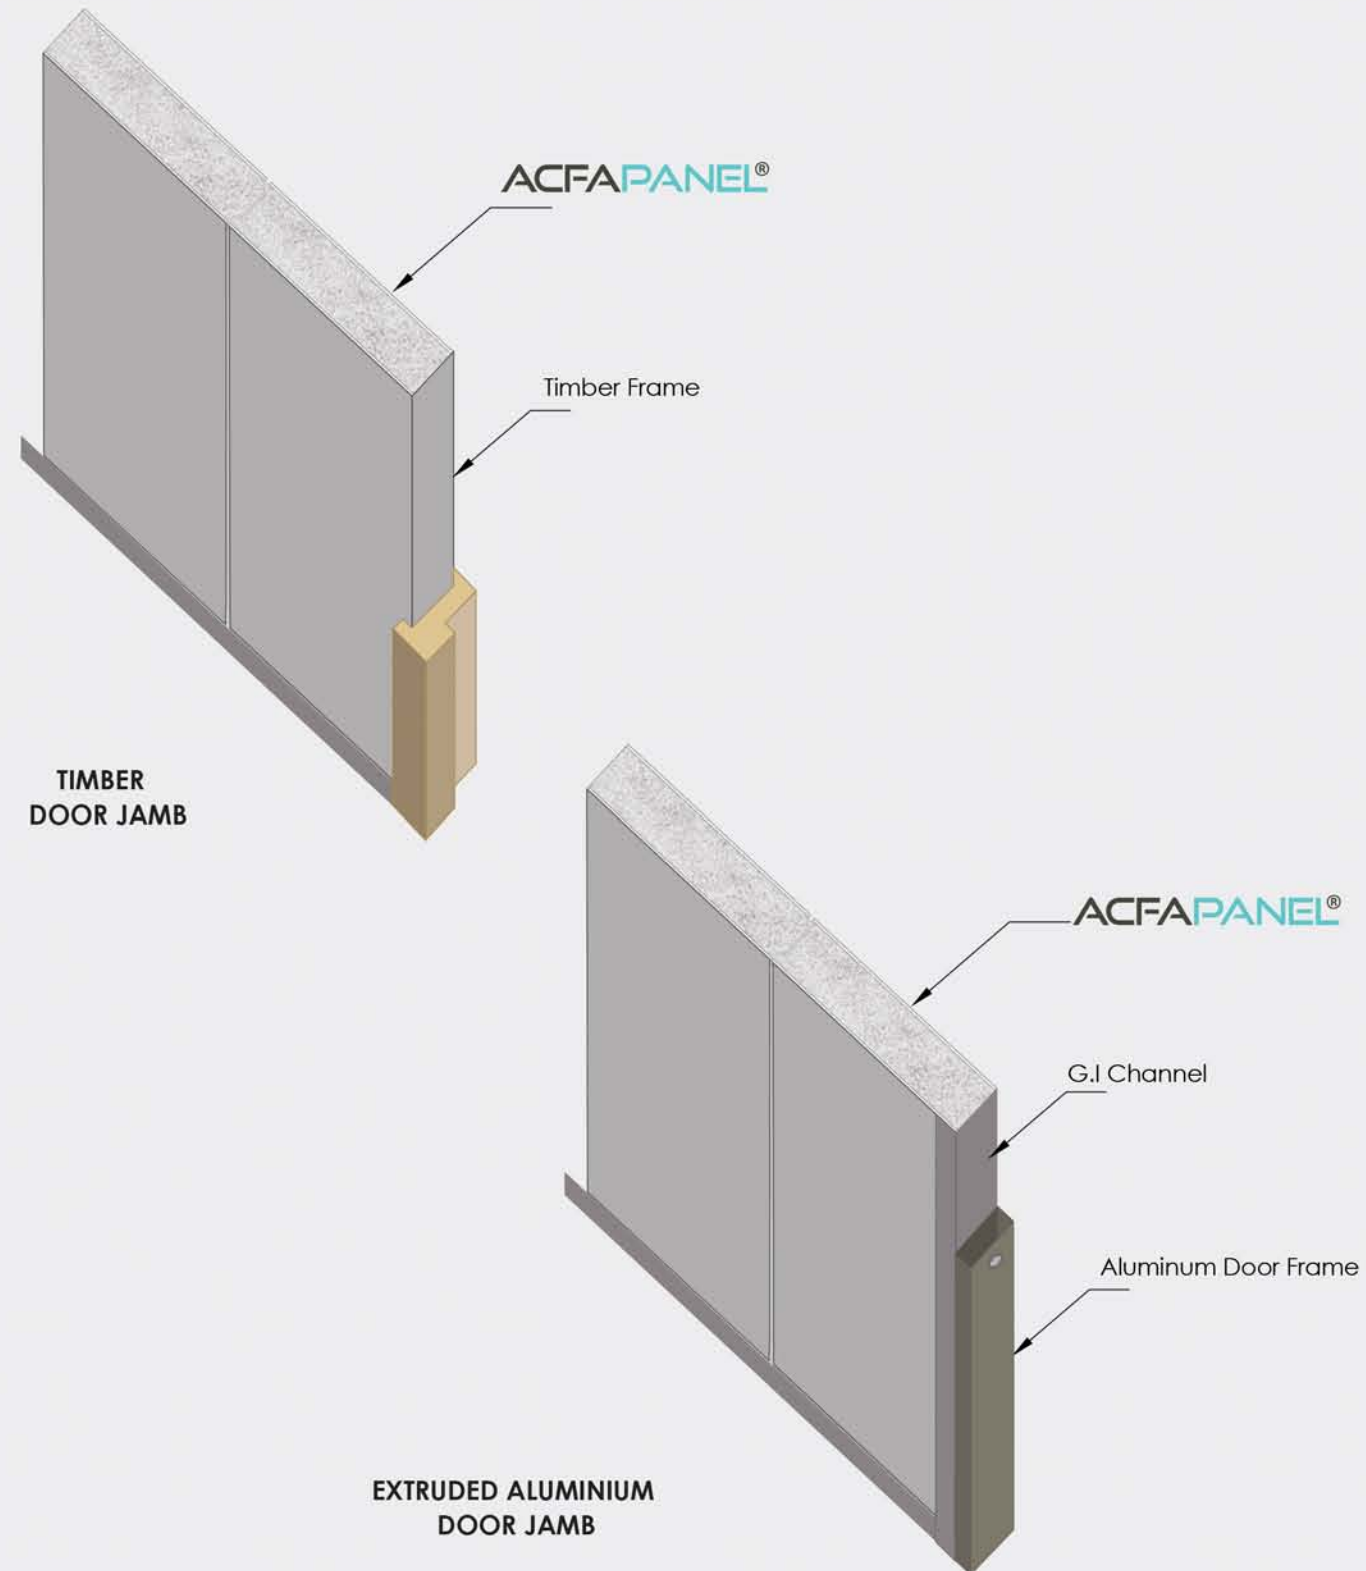 ACFAPANEL®
Timber Frame
TIMBER
DOOR JAMB
ACFAPANEL®
G.I Channel
Aluminum Door Frame
EXTRUDED ALUMINIUM
DOOR JAMB